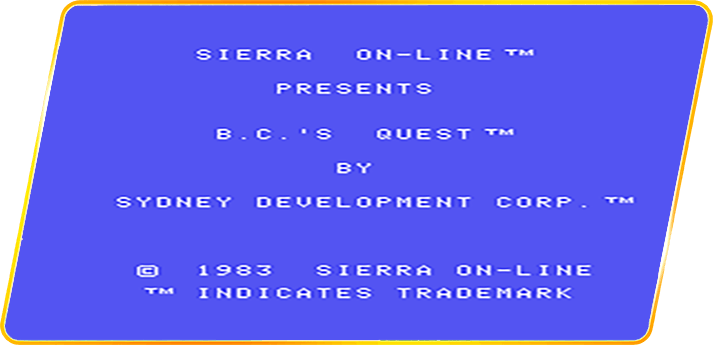 SIERRA ON-LINE™
PRESENTS
B.C.'S QUEST™
BY
SYDNEY DEVELOPMENT CORP.™
© 1983 SIERRA ON-LINE
™ INDICATES TRADEMARK